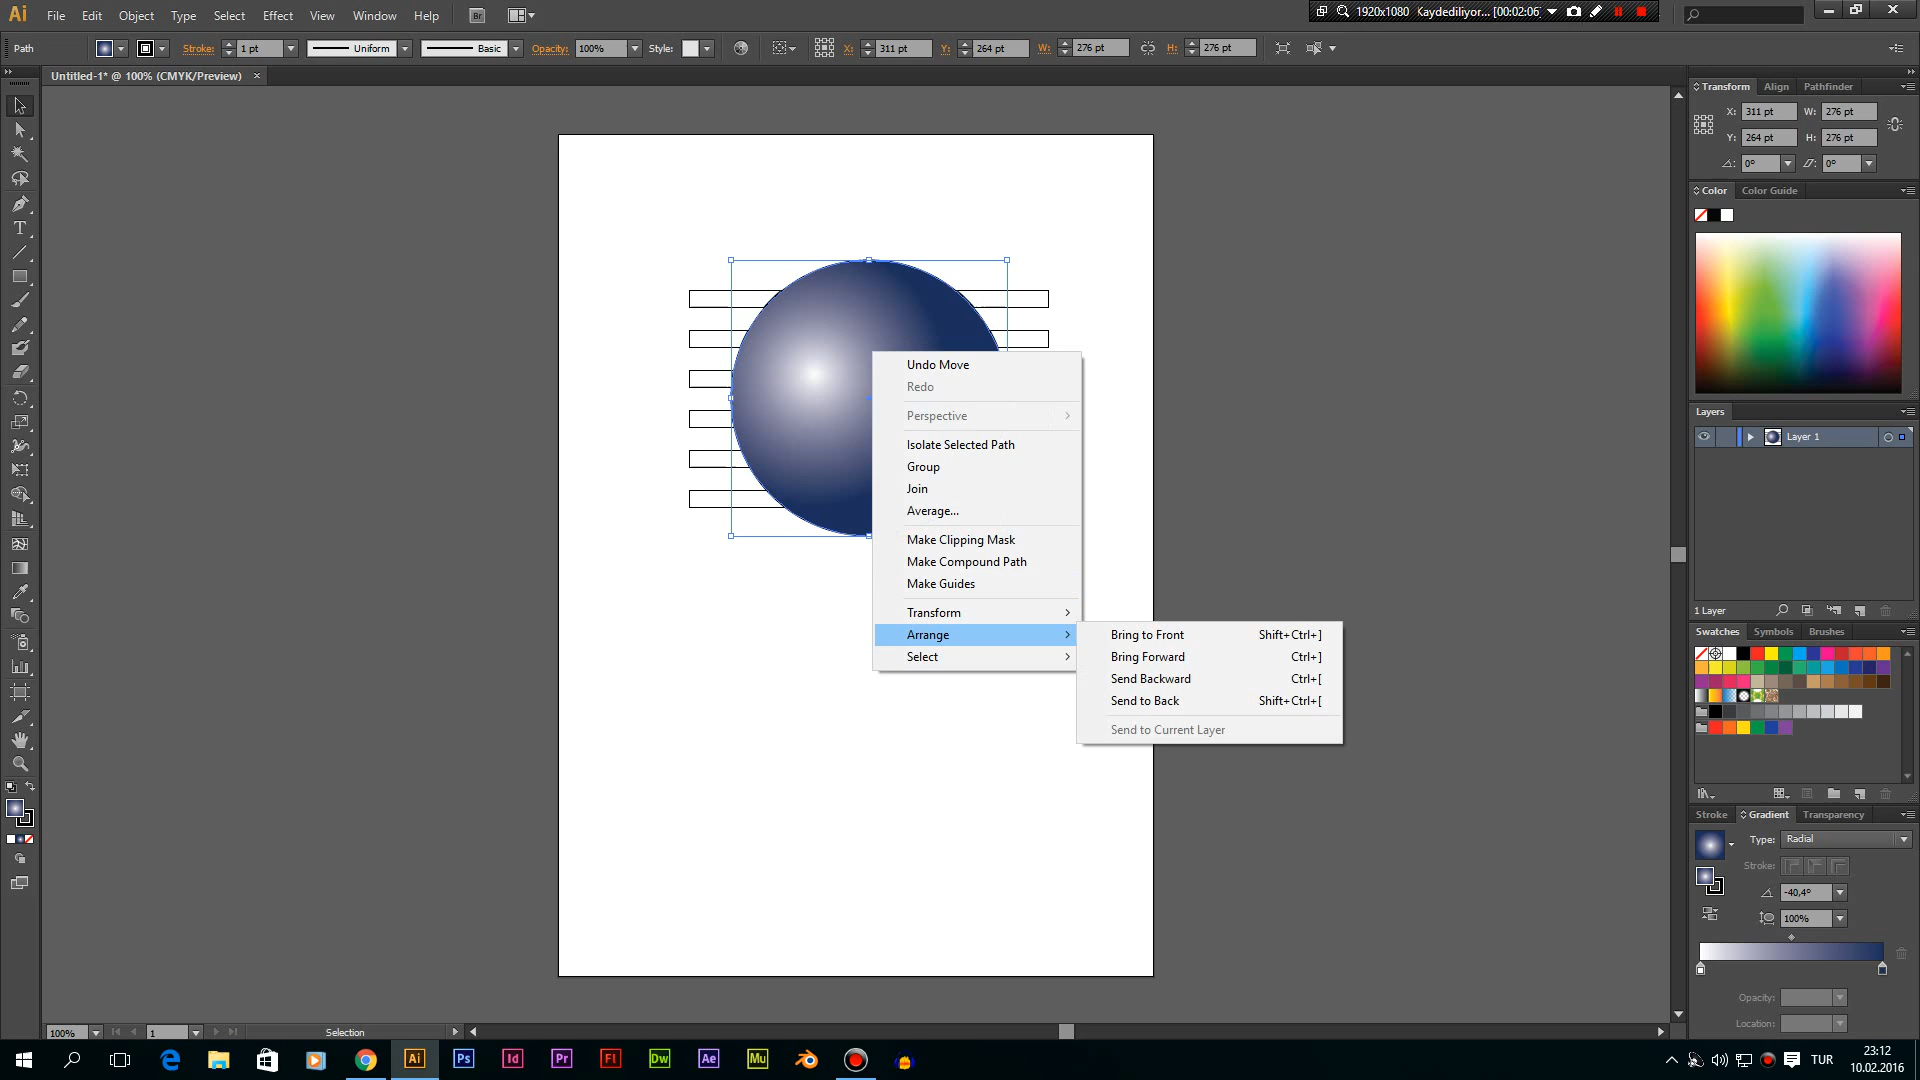 Ai File Edit Object Type Select Effect View Window Help Br
1920x1080 Kaydediliyor... [00:02:06]
Path Stroke: 1 pt Uniform Basic Opacity: 100% Style: X: 311 pt Y: 264 pt W: 276 pt H: 276 pt
Untitled-1* @ 100% (CMYK/Preview) ×
Transform Align Pathfinder
X: 311 pt W: 276 pt
Y: 264 pt H: 276 pt
0° 0°
Color Color Guide
Layers
Layer 1
1 Layer
Undo Move
Redo
Perspective
Isolate Selected Path
Group
Join
Average...
Make Clipping Mask
Make Compound Path
Make Guides
Transform
Arrange
Select
Bring to Front Shift+Ctrl+]
Bring Forward Ctrl+]
Send Backward Ctrl+[
Send to Back Shift+Ctrl+[
Send to Current Layer
Swatches Symbols Brushes
Stroke Gradient Transparency
Type: Radial
Stroke:
-40,4°
100%
Opacity:
Location:
100% 1 Selection
Ai Ps Id Pr Fl Dw Ae Mu
TUR
23:12
10.02.2016